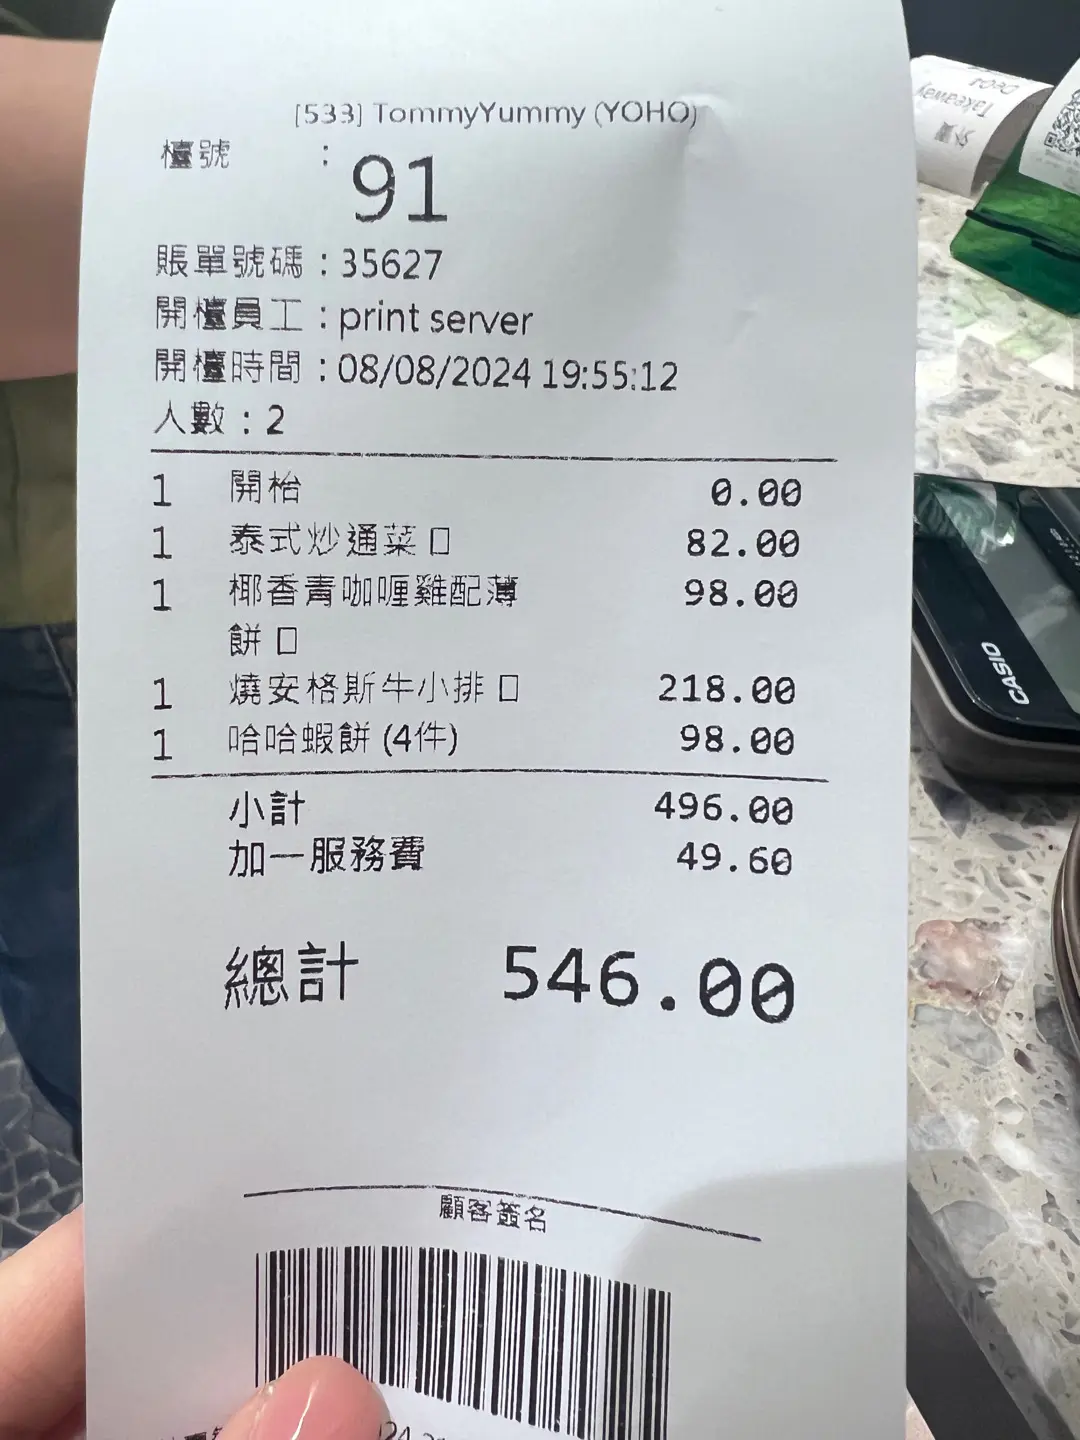 [533] TommyYummy (YOHO)
檯號 : 91
賬單號碼 : 35627
開檯員工 : print server
開檯時間 : 08/08/2024 19:55:12
人數 : 2
1 開枱 0.00
1 泰式炒通菜 82.00
1 椰香青咖喱雞配薄 98.00
餅
1 燒安格斯牛小排 218.00
1 哈哈蝦餅 (4件) 98.00
小計 496.00
加一服務費 49.60
總計 546.00
顧客簽名
Takeaway
外賣
CASIO